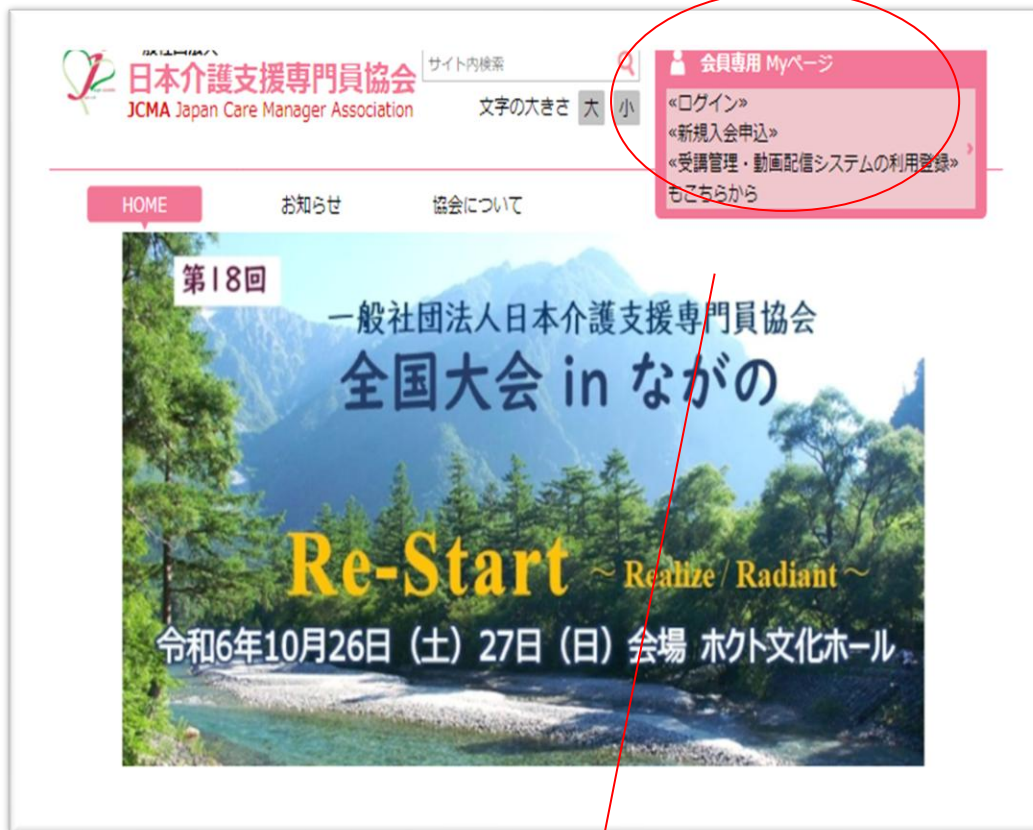 日本介護支援専門員協会
JCMA Japan Care Manager Association
サイト内検索
文字の大きさ 大 小
会員専用 Myページ
«ログイン»
«新規入会申込»
«受講管理・動画配信システムの利用登録»
もこちらから
HOME お知らせ 協会について
第18回
一般社団法人日本介護支援専門員協会
全国大会 in ながの
Re-Start ~ Realize / Radiant ~
令和6年10月26日（土）27日（日）会場 ホクト文化ホール